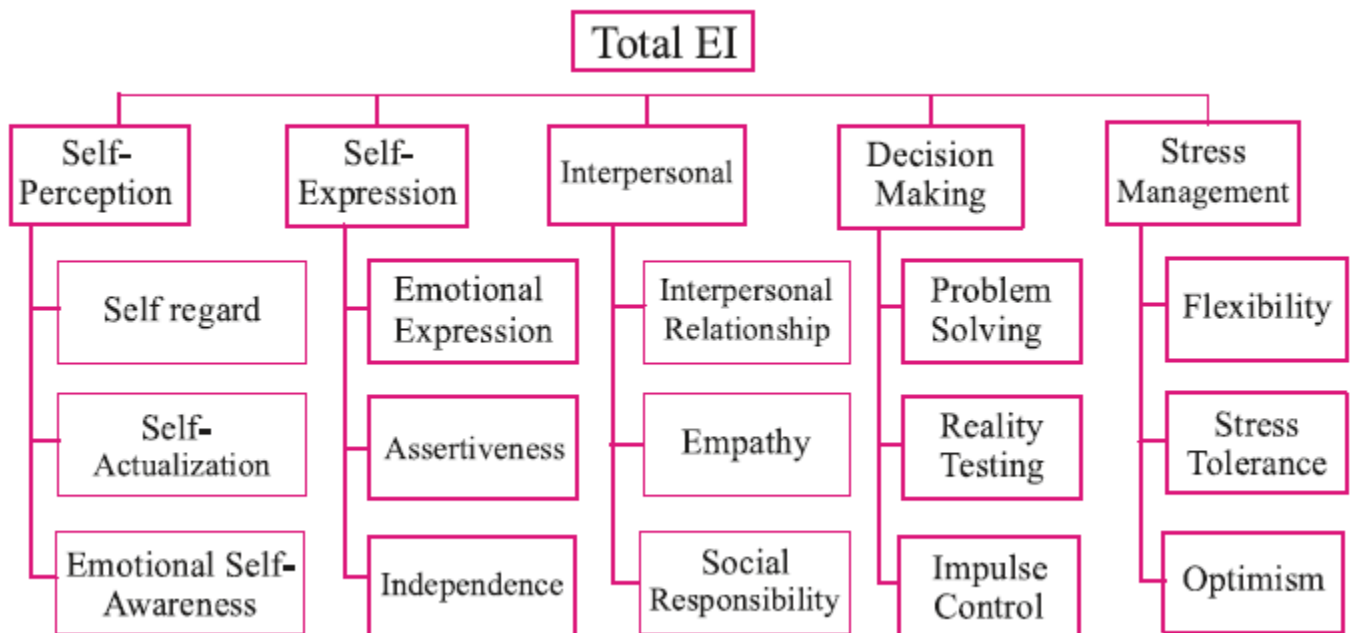 Total EI
Self-
Perception
Self-
Expression
Interpersonal
Decision
Making
Stress
Management
Self regard
Emotional
Expression
Interpersonal
Relationship
Problem
Solving
Flexibility
Self-
Actualization
Assertiveness
Empathy
Reality
Testing
Stress
Tolerance
Emotional Self-
Awareness
Independence
Social
Responsibility
Impulse
Control
Optimism